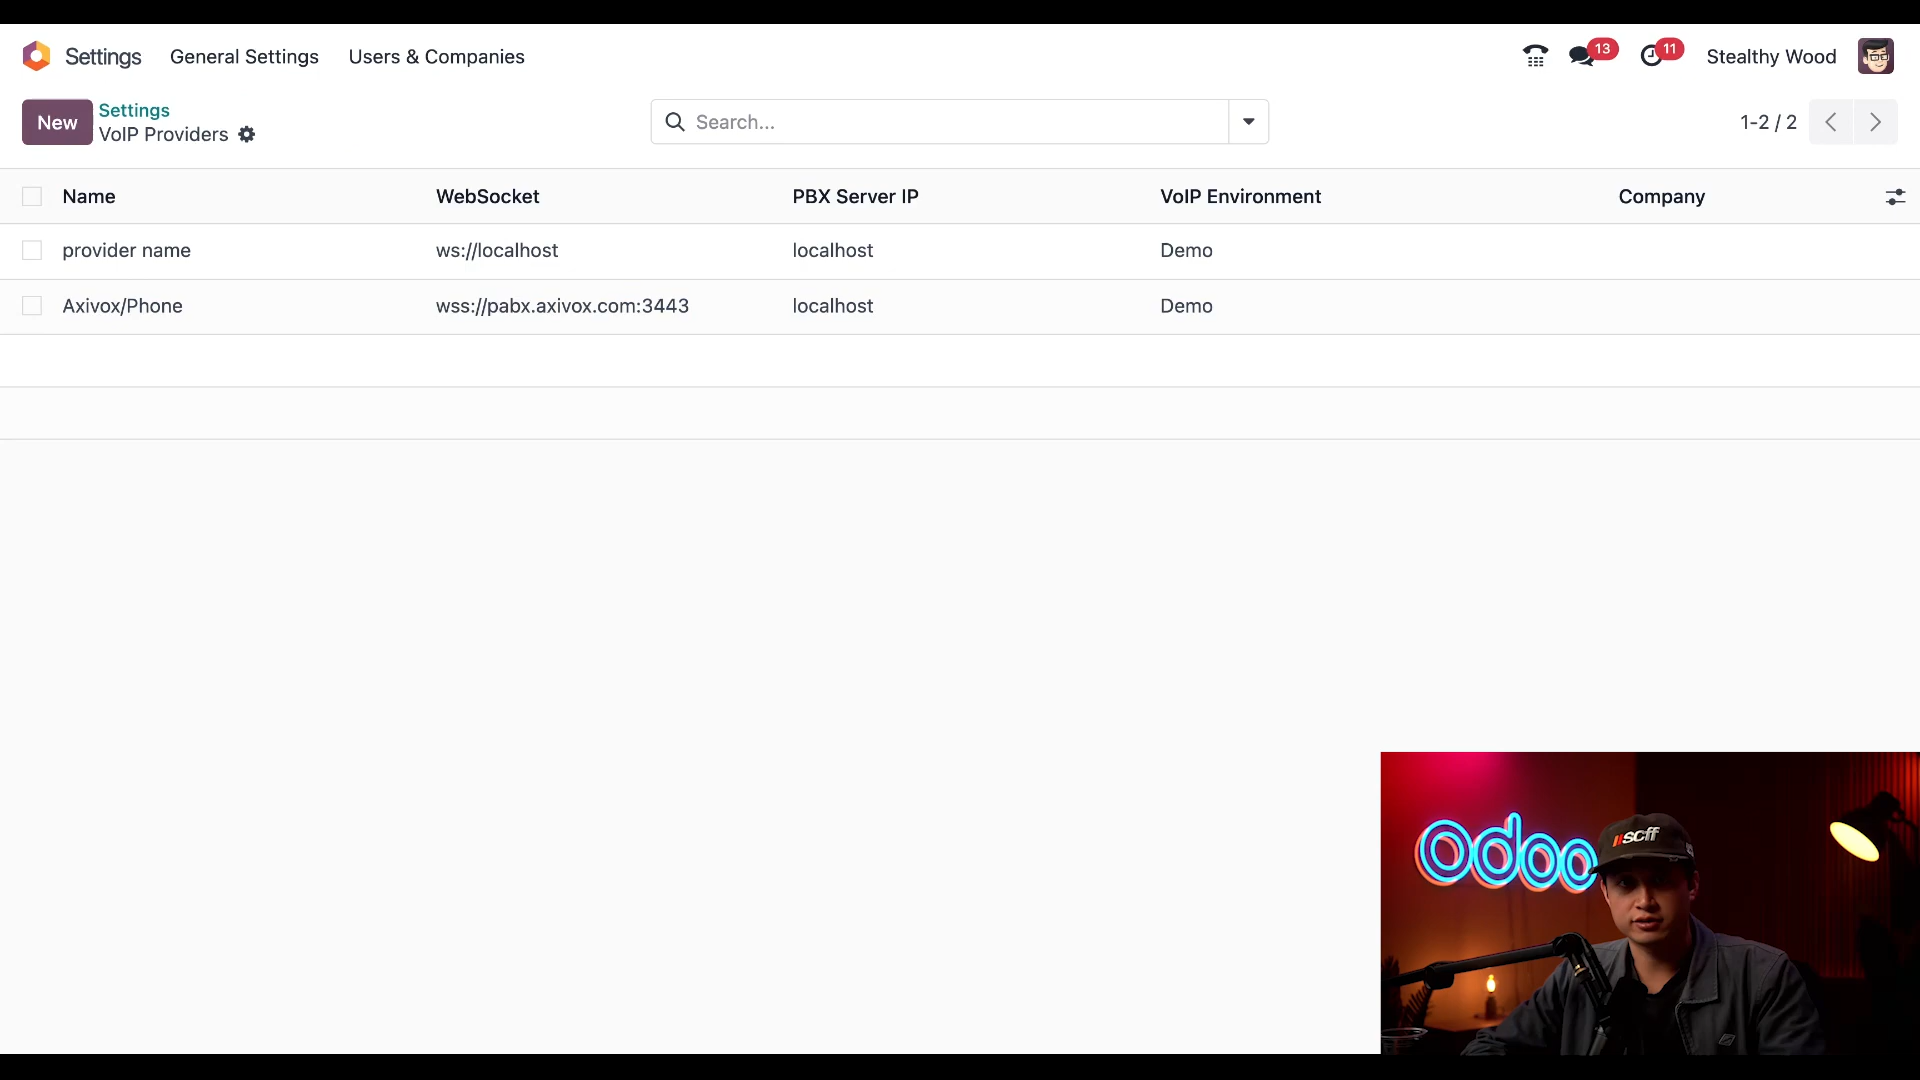 Settings General Settings Users & Companies 13 11 Stealthy Wood
New Settings
VoIP Providers
Search...
1-2 / 2
Name WebSocket PBX Server IP VoIP Environment Company
provider name ws://localhost localhost Demo
Axivox/Phone wss://pabx.axivox.com:3443 localhost Demo
odoo
//SCFF